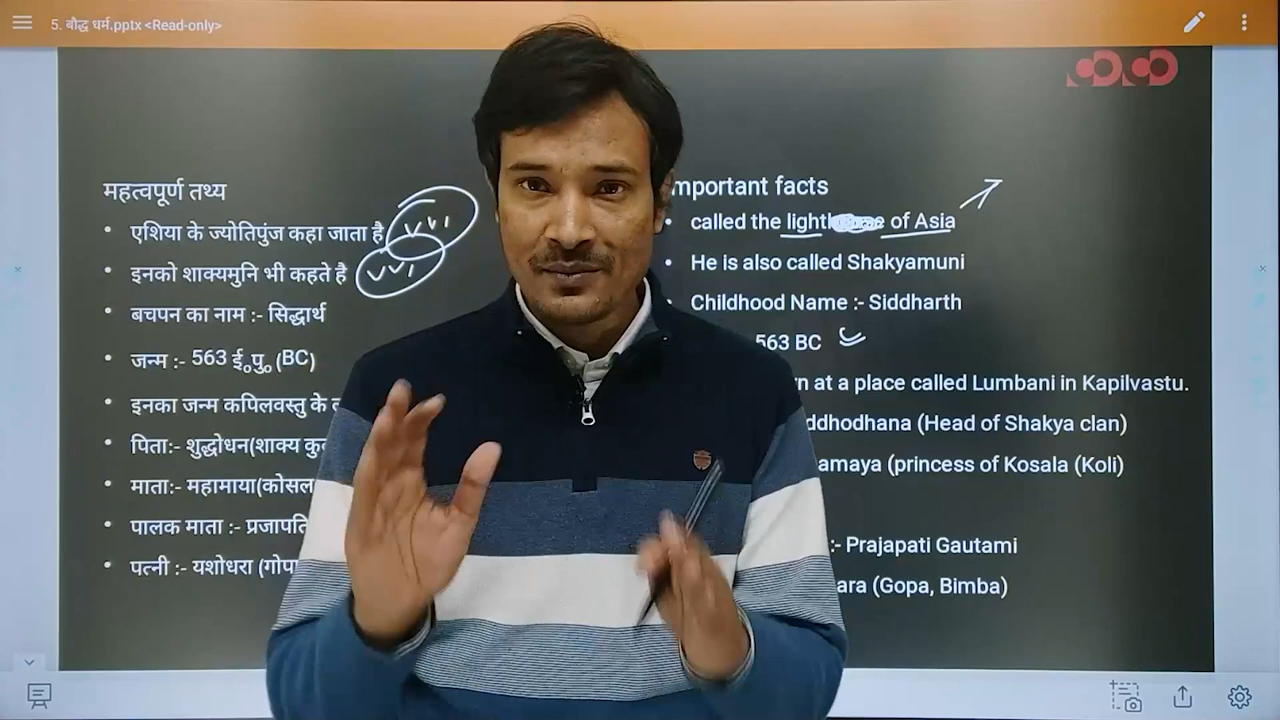 5. बौद्ध धर्म.pptx <Read-only>
महत्वपूर्ण तथ्य
• एशिया के ज्योतिपुंज कहा जाता है VVI
• इनको शाक्यमुनि भी कहते है VVI
• बचपन का नाम :- सिद्धार्थ
• जन्म :- 563 ई०पु० (BC)
• इनका जन्म कपिलवस्तु के
• पिता:- शुद्धोधन(शाक्य
• माता:- महामाया(कोसल
• पालक माता :- प्रजापति
• पत्नी :- यशोधरा
mportant facts
• called the light of Asia
• He is also called Shakyamuni
• Childhood Name :- Siddharth
563 BC
n at a place called Lumbani in Kapilvastu.
ddhodhana (Head of Shakya clan)
amaya (princess of Kosala (Koli)
:- Prajapati Gautami
ara (Gopa, Bimba)